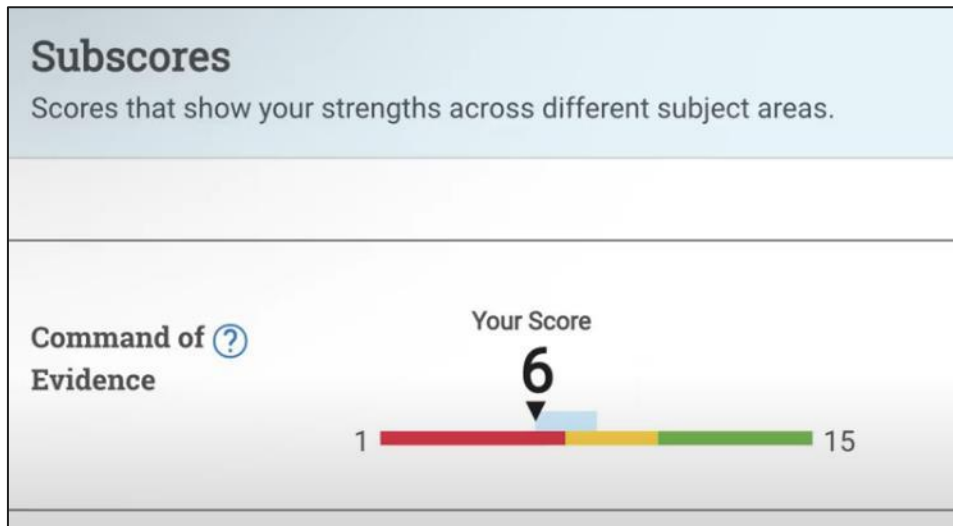 Subscores
Scores that show your strengths across different subject areas.
Command of ?
Evidence
Your Score
6
1
15